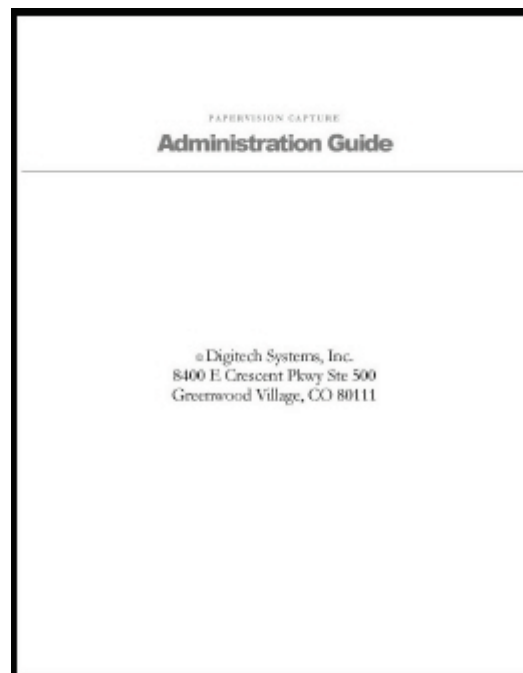 PAPERVISION CAPTURE
Administration Guide
© Digitech Systems, Inc.
8400 E Crescent Pkwy Ste 500
Greenwood Village, CO 80111